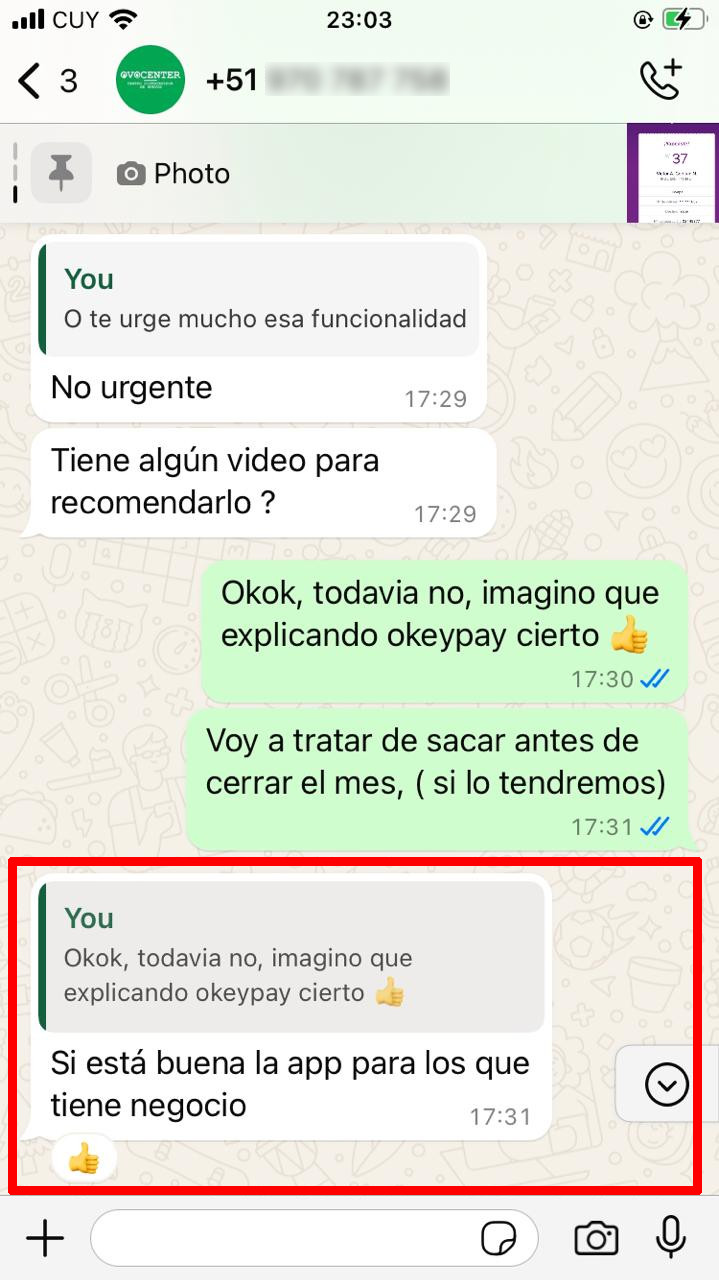 CUY
23:03
3
OVOCENTER
+51
Photo
¡Yapeaste!
37
You
O te urge mucho esa funcionalidad
No urgente
17:29
Tiene algún video para
recomendarlo ?
17:29
Okok, todavia no, imagino que
explicando okeypay cierto 👍
17:30
Voy a tratar de sacar antes de
cerrar el mes, ( si lo tendremos)
17:31
You
Okok, todavia no, imagino que
explicando okeypay cierto 👍
Si está buena la app para los que
tiene negocio
17:31
👍